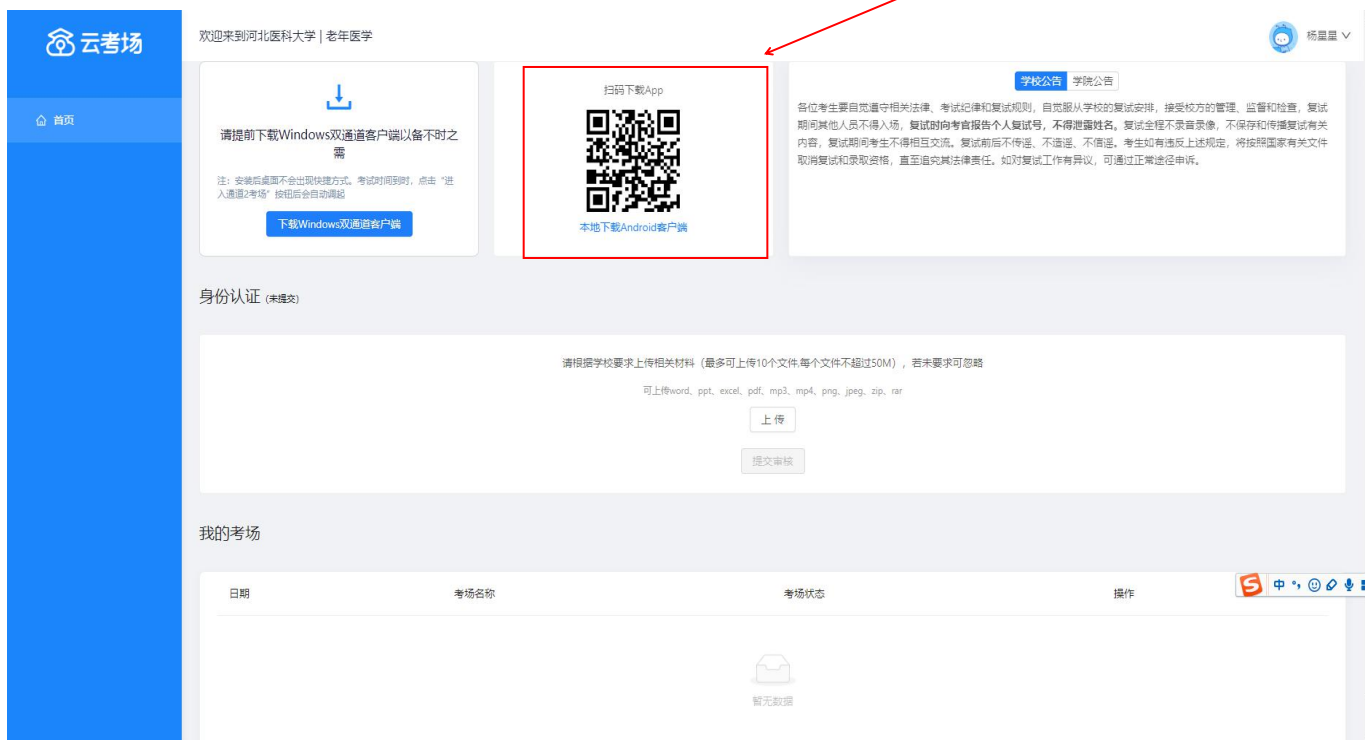 云考场
欢迎来到河北医科大学 | 老年医学
杨星星
首页
请提前下载Windows双通道客户端以备不时之
需
注：安装后桌面不会出现快捷方式。考试时间到时，点击“进
入通道2考场”按钮后会自动调起
下载Windows双通道客户端
扫码下载App
本地下载Android客户端
学校公告 学院公告
各位考生要自觉遵守相关法律、考试纪律和复试规则，自觉服从学校的复试安排，接受校方的管理、监督和检查，复试
期间其他人员不得入场，复试时向考官报告个人复试号，不得泄露姓名。复试全程不录音录像，不保存和传播复试有关
内容，复试期间考生不得相互交流。复试前后不传谣、不造谣、不信谣。考生如有违反上述规定，将按照国家有关文件
取消复试和录取资格，直至追究其法律责任。如对复试工作有异议，可通过正常途径申诉。
身份认证 (未提交)
请根据学校要求上传相关材料（最多可上传10个文件,每个文件不超过50M），若未要求可忽略
可上传word、ppt、excel、pdf、mp3、mp4、png、jpeg、zip、rar
上 传
提交审核
我的考场
日期 考场名称 考场状态 操作
中
暂无数据